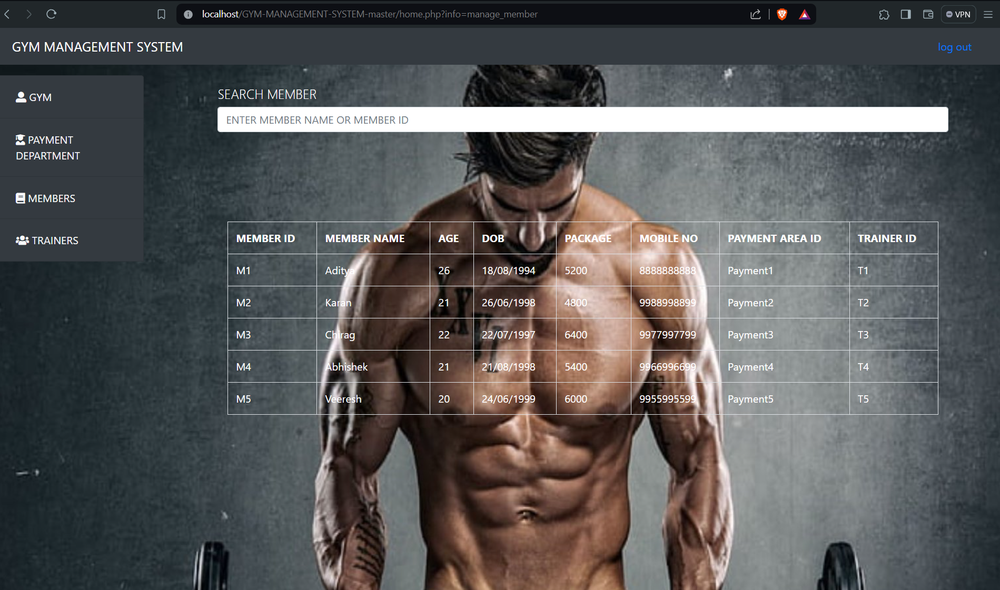 localhost/GYM-MANAGEMENT-SYSTEM-master/home.php?info=manage_member
VPN
GYM MANAGEMENT SYSTEM
log out
GYM
PAYMENT
DEPARTMENT
MEMBERS
TRAINERS
SEARCH MEMBER
ENTER MEMBER NAME OR MEMBER ID
MEMBER ID MEMBER NAME AGE DOB PACKAGE MOBILE NO PAYMENT AREA ID TRAINER ID
M1 Aditya 26 18/08/1994 5200 8888888888 Payment1 T1
M2 Karan 21 26/06/1998 4800 9988998899 Payment2 T2
M3 Chirag 22 22/07/1997 6400 9977997799 Payment3 T3
M4 Abhishek 21 21/08/1998 5400 9966996699 Payment4 T4
M5 Veeresh 20 24/06/1999 6000 9955995599 Payment5 T5